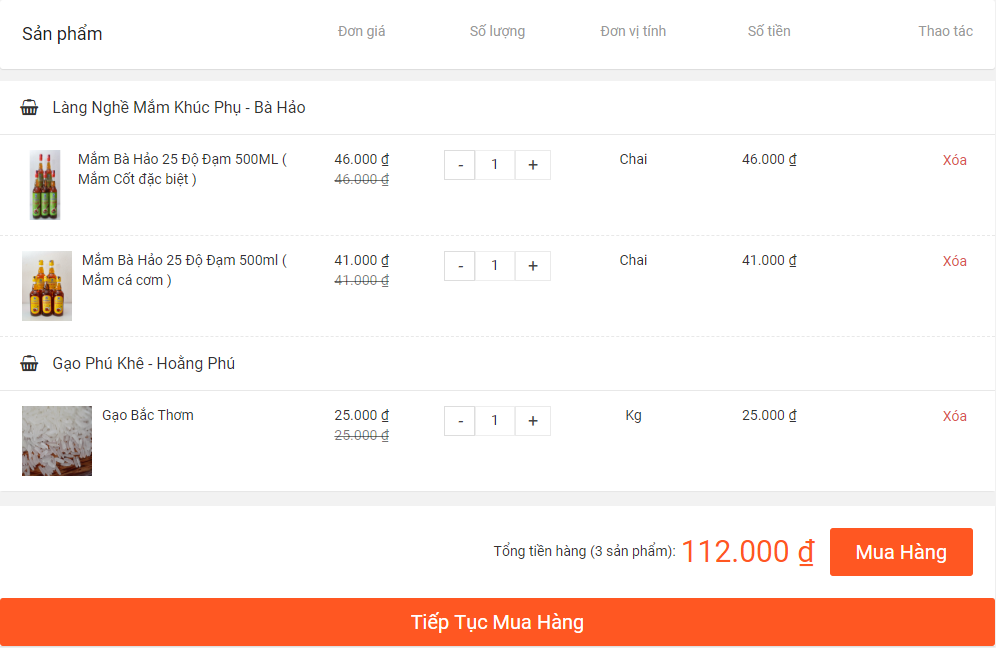 Sản phẩm Đơn giá Số lượng Đơn vị tính Số tiền Thao tác
Làng Nghề Mắm Khúc Phụ - Bà Hảo
Mắm Bà Hảo 25 Độ Đạm 500ML ( 46.000 ₫ - 1 + Chai 46.000 ₫ Xóa
Mắm Cốt đặc biệt ) 46.000 ₫
Mắm Bà Hảo 25 Độ Đạm 500ml ( 41.000 ₫ - 1 + Chai 41.000 ₫ Xóa
Mắm cá cơm ) 41.000 ₫
Gạo Phú Khê - Hoằng Phú
Gạo Bắc Thơm 25.000 ₫ - 1 + Kg 25.000 ₫ Xóa
25.000 ₫
Tổng tiền hàng (3 sản phẩm): 112.000 ₫ Mua Hàng
Tiếp Tục Mua Hàng